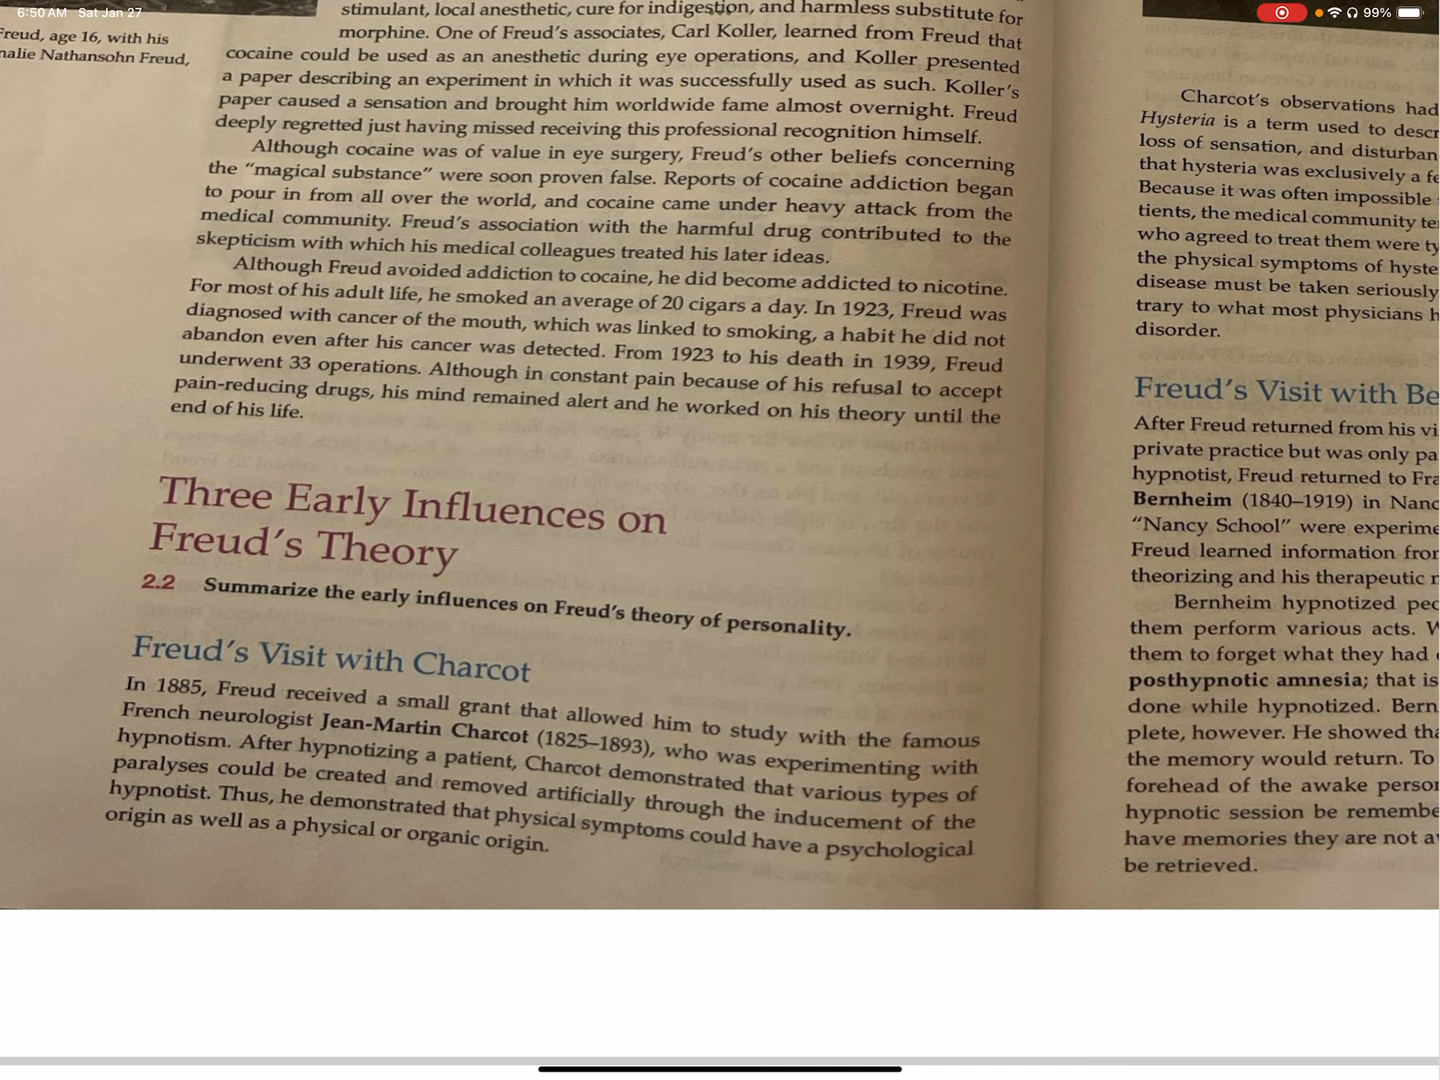 6:50 AM Sat Jan 27
99%
Freud, age 16, with his
Nathansohn Freud,
stimulant, local anesthetic, cure for indigestion, and harmless substitute for
morphine. One of Freud's associates, Carl Koller, learned from Freud that
cocaine could be used as an anesthetic during eye operations, and Koller presented
a paper describing an experiment in which it was successfully used as such. Koller's
paper caused a sensation and brought him worldwide fame almost overnight. Freud
deeply regretted just having missed receiving this professional recognition himself.
Although cocaine was of value in eye surgery, Freud's other beliefs concerning
the "magical substance" were soon proven false. Reports of cocaine addiction began
to pour in from all over the world, and cocaine came under heavy attack from the
medical community. Freud's association with the harmful drug contributed to the
skepticism with which his medical colleagues treated his later ideas.
Although Freud avoided addiction to cocaine, he did become addicted to nicotine.
For most of his adult life, he smoked an average of 20 cigars a day. In 1923, Freud was
diagnosed with cancer of the mouth, which was linked to smoking, a habit he did not
abandon even after his cancer was detected. From 1923 to his death in 1939, Freud
underwent 33 operations. Although in constant pain because of his refusal to accept
pain-reducing drugs, his mind remained alert and he worked on his theory until the
end of his life.
Three Early Influences on
Freud's Theory
2.2 Summarize the early influences on Freud's theory of personality.
Freud's Visit with Charcot
In 1885, Freud received a small grant that allowed him to study with the famous
French neurologist Jean-Martin Charcot (1825–1893), who was experimenting with
hypnotism. After hypnotizing a patient, Charcot demonstrated that various types of
paralyses could be created and removed artificially through the inducement of the
hypnotist. Thus, he demonstrated that physical symptoms could have a psychological
origin as well as a physical or organic origin.
Charcot's observations had
Hysteria is a term used to descr
loss of sensation, and disturban
that hysteria was exclusively a fe
Because it was often impossible
tients, the medical community te
who agreed to treat them were ty
the physical symptoms of hyste
disease must be taken seriously
trary to what most physicians h
disorder.
Freud's Visit with Be
After Freud returned from his vi
private practice but was only pa
hypnotist, Freud returned to Fra
Bernheim (1840–1919) in Nanc
"Nancy School" were experime
Freud learned information from
theorizing and his therapeutic
Bernheim hypnotized peo
them perform various acts. W
them to forget what they had
posthypnotic amnesia; that is
done while hypnotized. Bern
plete, however. He showed tha
the memory would return. To
forehead of the awake person
hypnotic session be remembe
have memories they are not a
be retrieved.